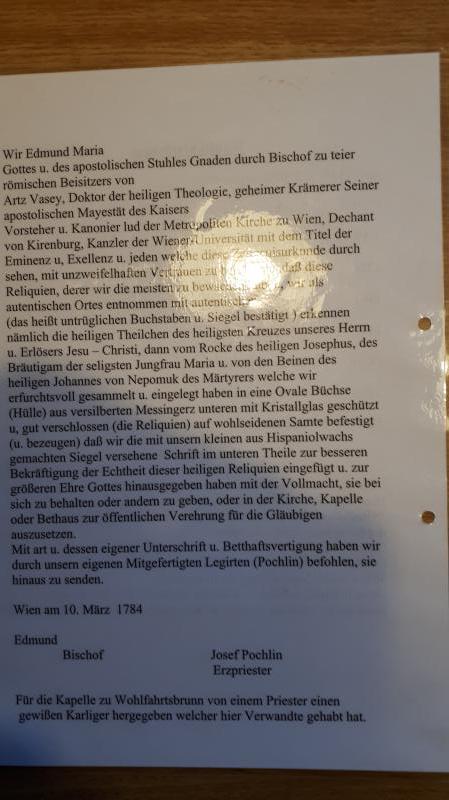 Wir Edmund Maria
Gottes u. des apostolischen Stuhles Gnaden durch Bischof zu teier
römischen Beisitzers von
Artz Vasey, Doktor der heiligen Theologie, geheimer Krämerer Seiner
apostolischen Mayestät des Kaisers
Vorsteher u. Kanonier lud der Metropoliten Kirche zu Wien, Dechant
von Kirenburg, Kanzler der Wiener Universität mit dem Titel der
Eminenz u, Exellenz u. jeden welche diese durch
sehen, mit unzweifelhaften Vertrauen zu daß diese
Reliquien, derer wir die meisten zu wir als
autentischen Ortes entnommen mit
(das heißt untrüglichen Buchstaben u. Siegel bestätigt ) erkennen
nämlich die heiligen Theilchen des heiligsten Kreuzes unseres Herrn
u. Erlösers Jesu – Christi, dann vom Rocke des heiligen Josephus, des
Bräutigam der seligsten Jungfrau Maria u. von den Beinen des
heiligen Johannes von Nepomuk des Märtyrers welche wir
erfurchtsvoll gesammelt u. eingelegt haben in eine Ovale Büchse
(Hülle) aus versilberten Messingerz unteren mit Kristallglas geschützt
u, gut verschlossen (die Reliquien) auf wohlseidenen Samte befestigt
(u. bezeugen) daß wir die mit unsern kleinen aus Hispaniolwachs
gemachten Siegel versehene Schrift im unteren Theile zur besseren
Bekräftigung der Echtheit dieser heiligen Reliquien eingefügt u. zur
größeren Ehre Gottes hinausgegeben haben mit der Vollmacht, sie bei
sich zu behalten oder andern zu geben, oder in der Kirche, Kapelle
oder Bethaus zur öffentlichen Verehrung für die Gläubigen
auszusetzen.
Mit art u. dessen eigener Unterschrift u. Betthaftsvertigung haben wir
durch unsern eigenen Mitgefertigten Legirten (Pochlin) befohlen, sie
hinaus zu senden.
Wien am 10. März 1784
Edmund
Bischof Josef Pochlin
Erzpriester
Für die Kapelle zu Wohlfahrtsbrunn von einem Priester einen
gewißen Karliger hergegeben welcher hier Verwandte gehabt hat.